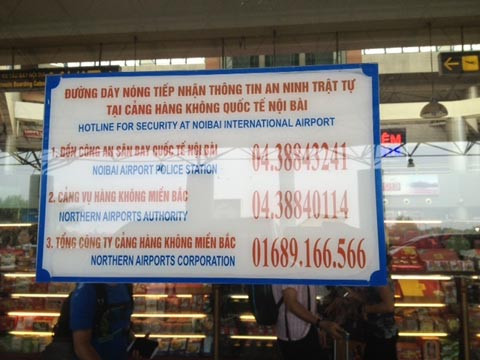 ĐƯỜNG DÂY NÓNG TIẾP NHẬN THÔNG TIN AN NINH TRẬT TỰ
TẠI CẢNG HÀNG KHÔNG QUỐC TẾ NỘI BÀI
HOTLINE FOR SECURITY AT NOIBAI INTERNATIONAL AIRPORT
1. ĐỒN CÔNG AN SÂN BAY QUỐC TẾ NỘI BÀI 04.38843241
NOIBAI AIRPORT POLICE STATION
2. CẢNG VỤ HÀNG KHÔNG MIỀN BẮC 04.38840114
NORTHERN AIRPORTS AUTHORITY
3. TỔNG CÔNG TY CẢNG HÀNG KHÔNG MIỀN BẮC 01689.166.566
NORTHERN AIRPORTS CORPORATION